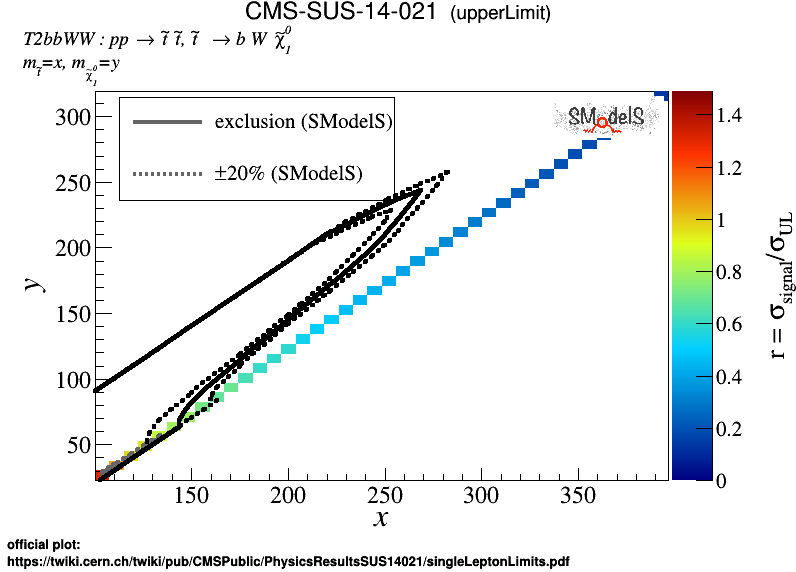 CMS-SUS-14-021 (upperLimit)
T2bbWW : pp → t̃ t̃, t̃ → b W χ̃₁⁰
m_t̃=x, m_χ̃₁⁰=y
exclusion (SModelS)
±20% (SModelS)
SModelS
300
250
200
150
100
50
y
150 200 250 300 350
x
1.4
1.2
1
0.8
0.6
0.4
0.2
0
r = σ_signal/σ_UL
official plot:
https://twiki.cern.ch/twiki/pub/CMSPublic/PhysicsResultsSUS14021/singleLeptonLimits.pdf